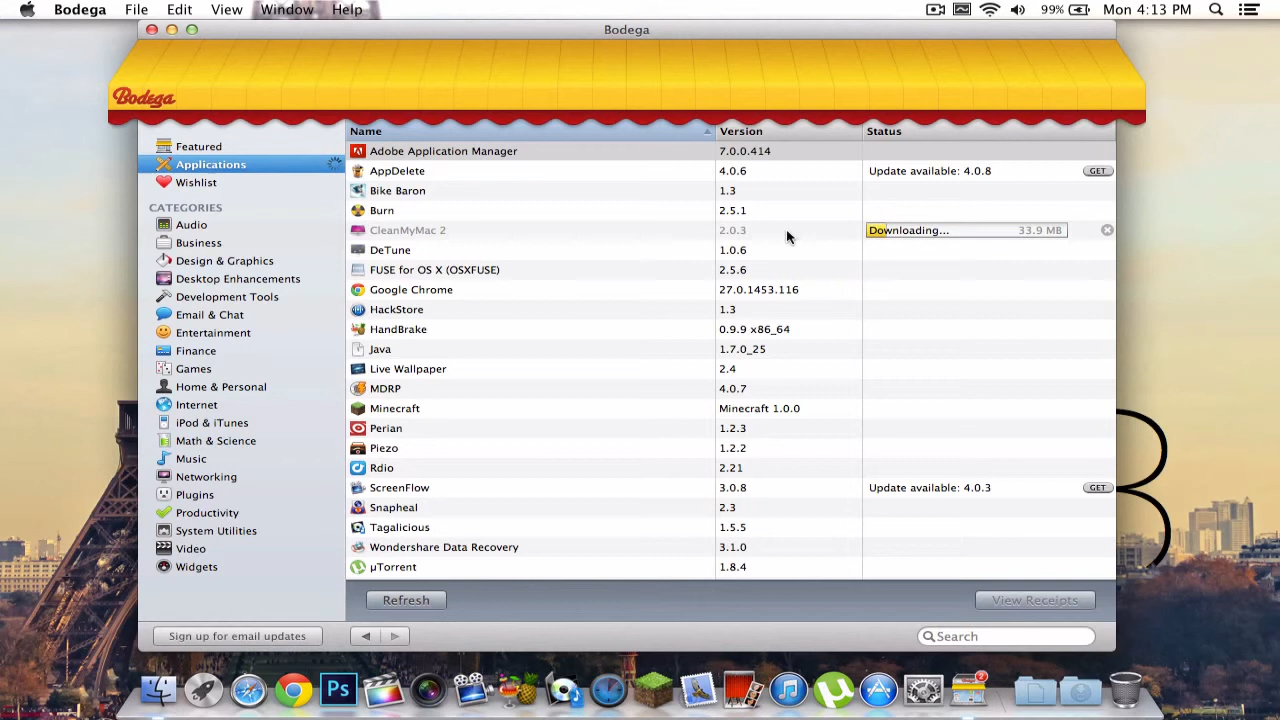 Bodega File Edit View Window Help 99% Mon 4:13 PM
Bodega
Bodega
Name Version Status
Featured
Applications
Wishlist
CATEGORIES
Audio
Business
Design & Graphics
Desktop Enhancements
Development Tools
Email & Chat
Entertainment
Finance
Games
Home & Personal
Internet
iPod & iTunes
Math & Science
Music
Networking
Plugins
Productivity
System Utilities
Video
Widgets
Adobe Application Manager 7.0.0.414
AppDelete 4.0.6 Update available: 4.0.8 GET
Bike Baron 1.3
Burn 2.5.1
CleanMyMac 2 2.0.3 Downloading... 33.9 MB
DeTune 1.0.6
FUSE for OS X (OSXFUSE) 2.5.6
Google Chrome 27.0.1453.116
HackStore 1.3
HandBrake 0.9.9 x86_64
Java 1.7.0_25
Live Wallpaper 2.4
MDRP 4.0.7
Minecraft Minecraft 1.0.0
Perian 1.2.3
Piezo 1.2.2
Rdio 2.21
ScreenFlow 3.0.8 Update available: 4.0.3 GET
Snapheal 2.3
Tagalicious 1.5.5
Wondershare Data Recovery 3.1.0
µTorrent 1.8.4
Refresh View Receipts
Sign up for email updates Search
Ps 2